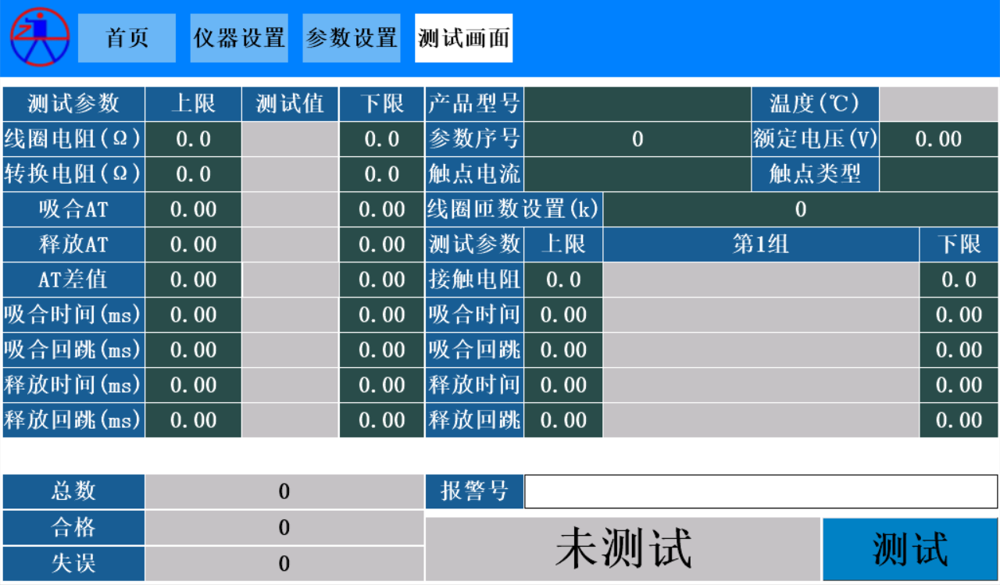 首页 仪器设置 参数设置 测试画面
测试参数 上限 测试值 下限 产品型号 温度(℃)
线圈电阻(Ω) 0.0 0.0 参数序号 0 额定电压(V) 0.00
转换电阻(Ω) 0.0 0.0 触点电流 触点类型
吸合AT 0.00 0.00 线圈匝数设置(k) 0
释放AT 0.00 0.00 测试参数 上限 第1组 下限
AT差值 0.00 0.00 接触电阻 0.0 0.0
吸合时间(ms) 0.00 0.00 吸合时间 0.00 0.00
吸合回跳(ms) 0.00 0.00 吸合回跳 0.00 0.00
释放时间(ms) 0.00 0.00 释放时间 0.00 0.00
释放回跳(ms) 0.00 0.00 释放回跳 0.00 0.00
总数 0 报警号
合格 0 未测试 测试
失误 0